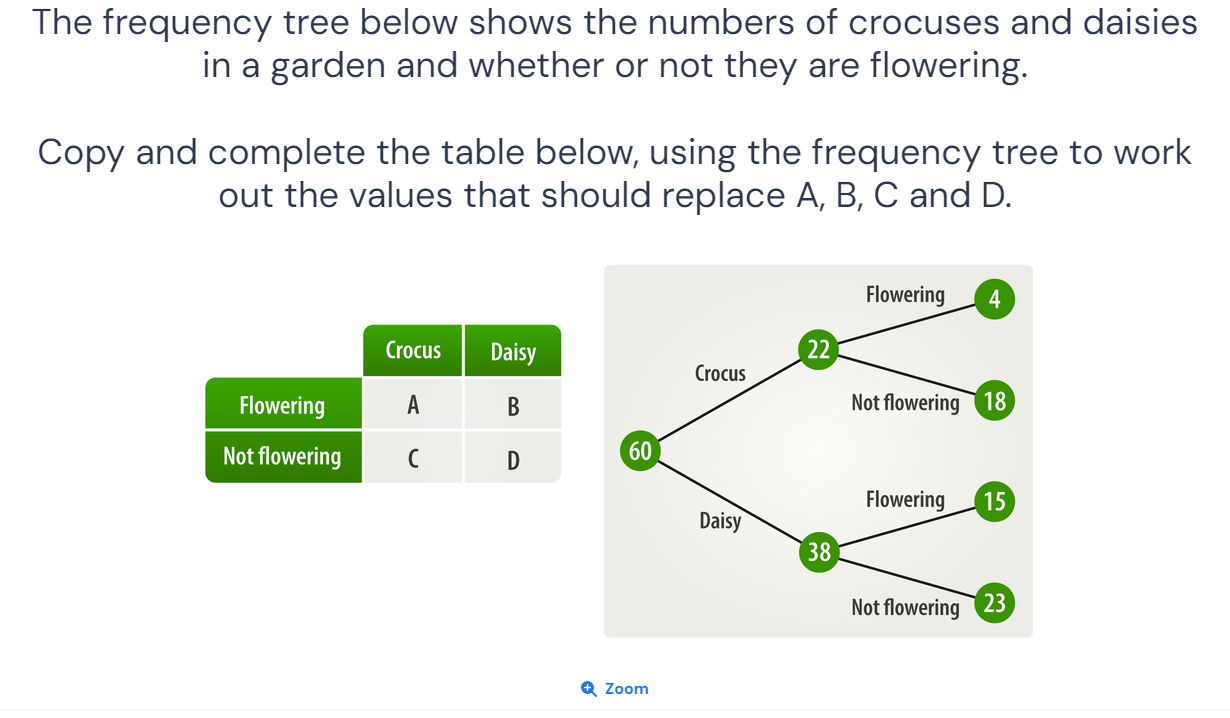 The frequency tree below shows the numbers of crocuses and daisies
in a garden and whether or not they are flowering.
Copy and complete the table below, using the frequency tree to work
out the values that should replace A, B, C and D.
Crocus Daisy
Flowering A B
Not flowering C D
Flowering 4
22
Crocus
Not flowering 18
60
Flowering 15
Daisy
38
Not flowering 23
Zoom